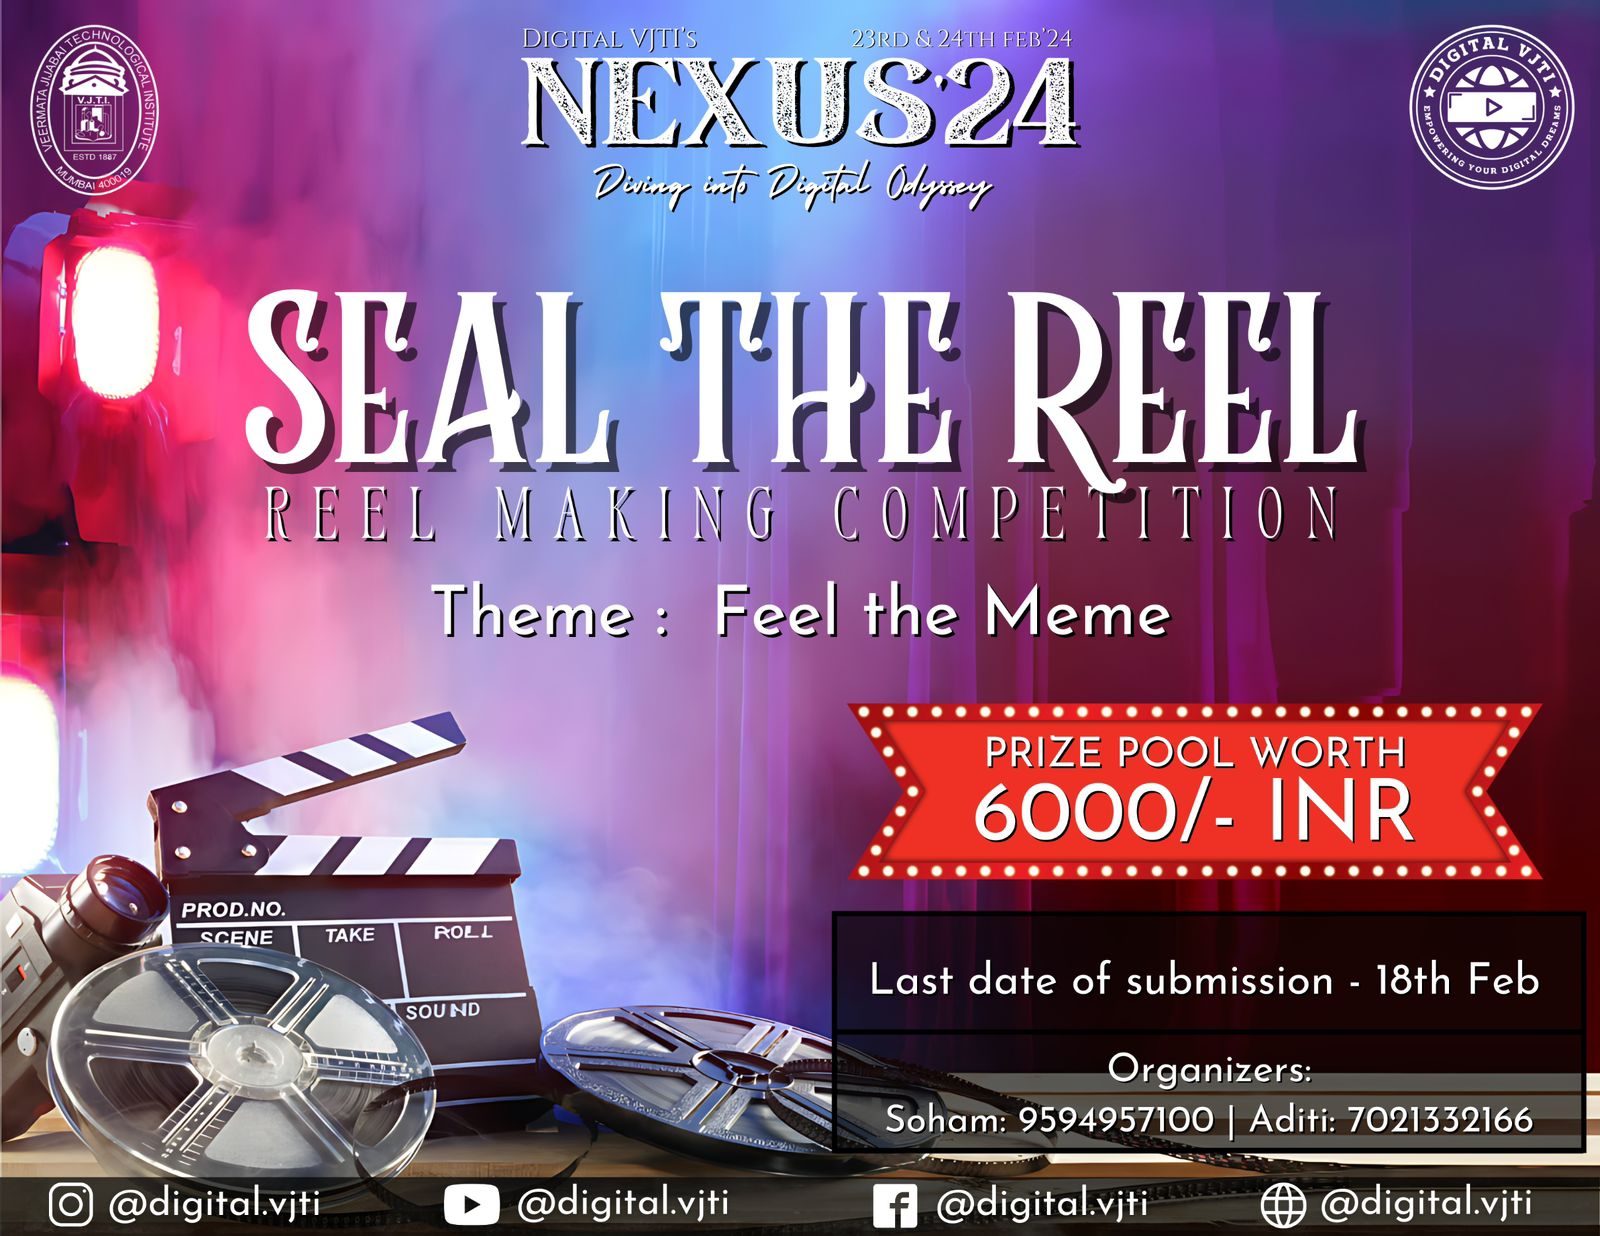 VEERMATA JIJABAI TECHNOLOGICAL INSTITUTE
V.J.T.I.
ESTD 1887
MUMBAI 400019
DIGITAL VJTI'S
23RD & 24TH FEB'24
NEXUS'24
Diving into Digital Odyssey
DIGITAL VJTI
EMPOWERING YOUR DIGITAL DREAMS
SEAL THE REEL
REEL MAKING COMPETITION
Theme : Feel the Meme
PRIZE POOL WORTH
6000/- INR
PROD.NO.
SCENE TAKE ROLL
SOUND
Last date of submission - 18th Feb
Organizers:
Soham: 9594957100 | Aditi: 7021332166
@digital.vjti @digital.vjti @digital.vjti @digital.vjti